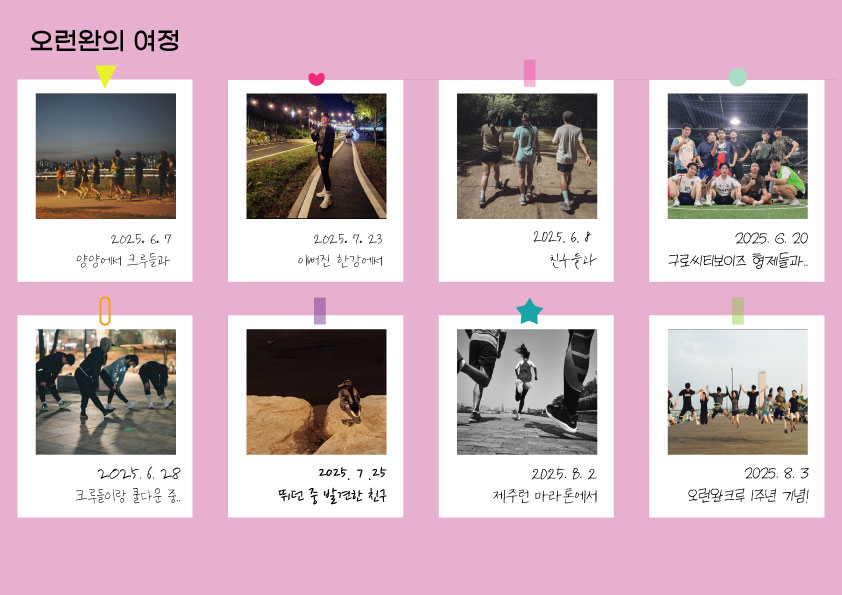 오런완의 여정
2025. 6. 7
양양에서 크루들과
2025. 7. 23
이뻐진 한강에서
2025. 6. 8
친구들과
2025. 6. 20
구로씨티보이즈 형제들과..
2025. 6. 28
크루들이랑 쿨다운 중..
2025. 7. 25
뛰던 중 발견한 친구
2025. 8. 2
제주런 마라톤에서
2025. 8. 3
오런완크루 1주년 기념!